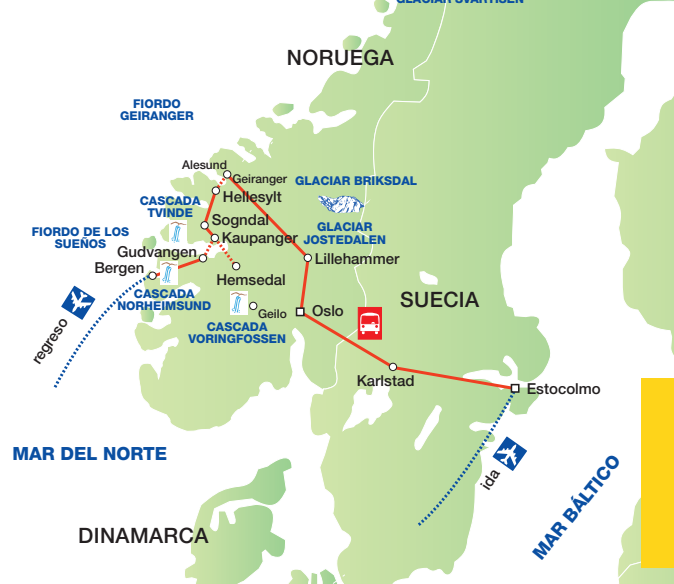 GLACIAR SVARTISEN
NORUEGA
FIORDO
GEIRANGER
Alesund
Geiranger
GLACIAR BRIKSDAL
Hellesylt
CASCADA
TVINDE
Sogndal
GLACIAR
JOSTEDALEN
FIORDO DE LOS
SUEÑOS
Kaupanger
Gudvangen
Lillehammer
Bergen
Hemsedal
CASCADA
NORHEIMSUND
SUECIA
Geilo
Oslo
CASCADA
VORINGFOSSEN
regreso
Karlstad
Estocolmo
MAR DEL NORTE
ida
MAR BÁLTICO
DINAMARCA